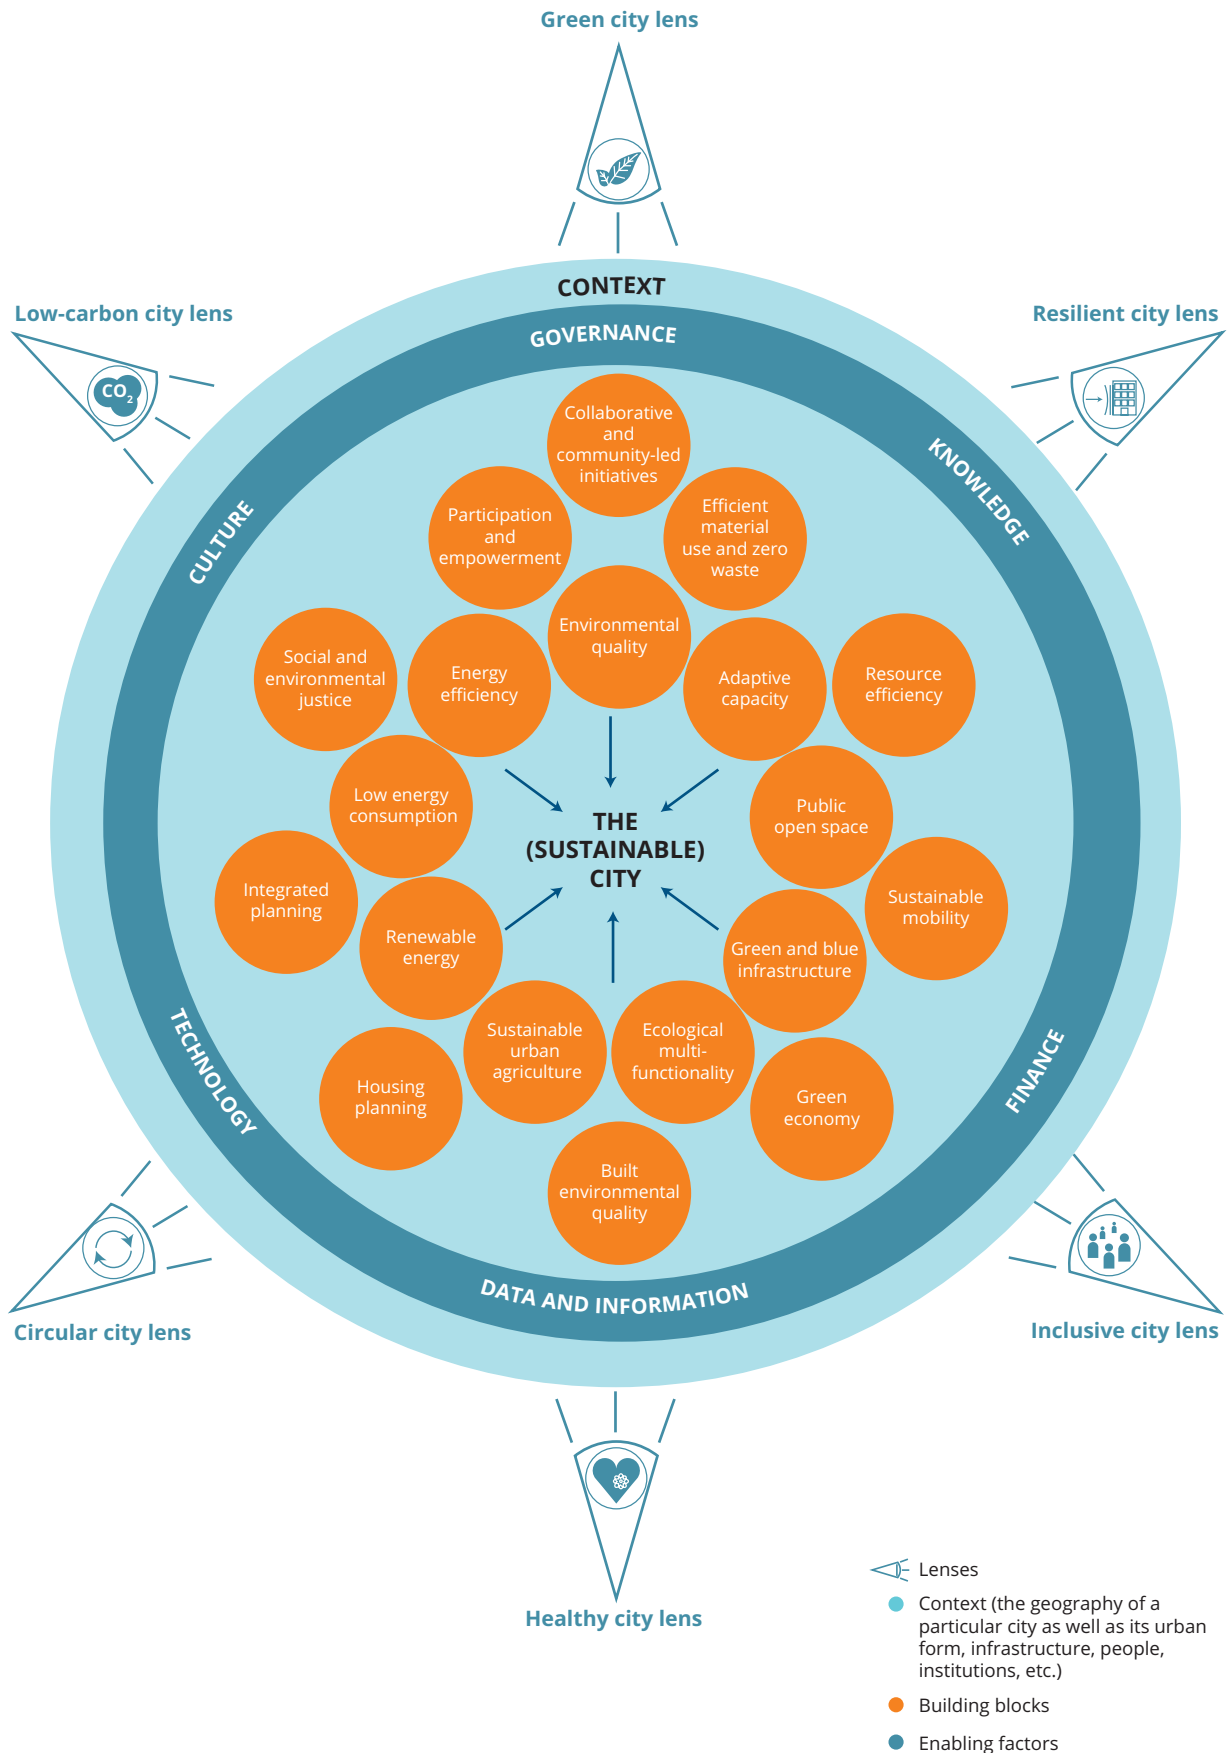 Green city lens
CONTEXT
GOVERNANCE
Low-carbon city lens
Resilient city lens
CO2
KNOWLEDGE
CULTURE
Collaborative
and
community-led
initiatives
Participation
and
empowerment
Efficient
material
use and zero
waste
Environmental
quality
Social and
environmental
justice
Energy
efficiency
Adaptive
capacity
Resource
efficiency
Low energy
consumption
Public
open space
THE
(SUSTAINABLE)
CITY
Integrated
planning
Sustainable
mobility
Renewable
energy
Green and blue
infrastructure
Sustainable
urban
agriculture
Ecological
multi-
functionality
TECHNOLOGY
FINANCE
Housing
planning
Green
economy
Built
environmental
quality
DATA AND INFORMATION
Circular city lens
Inclusive city lens
Healthy city lens
Lenses
Context (the geography of a
particular city as well as its urban
form, infrastructure, people,
institutions, etc.)
Building blocks
Enabling factors